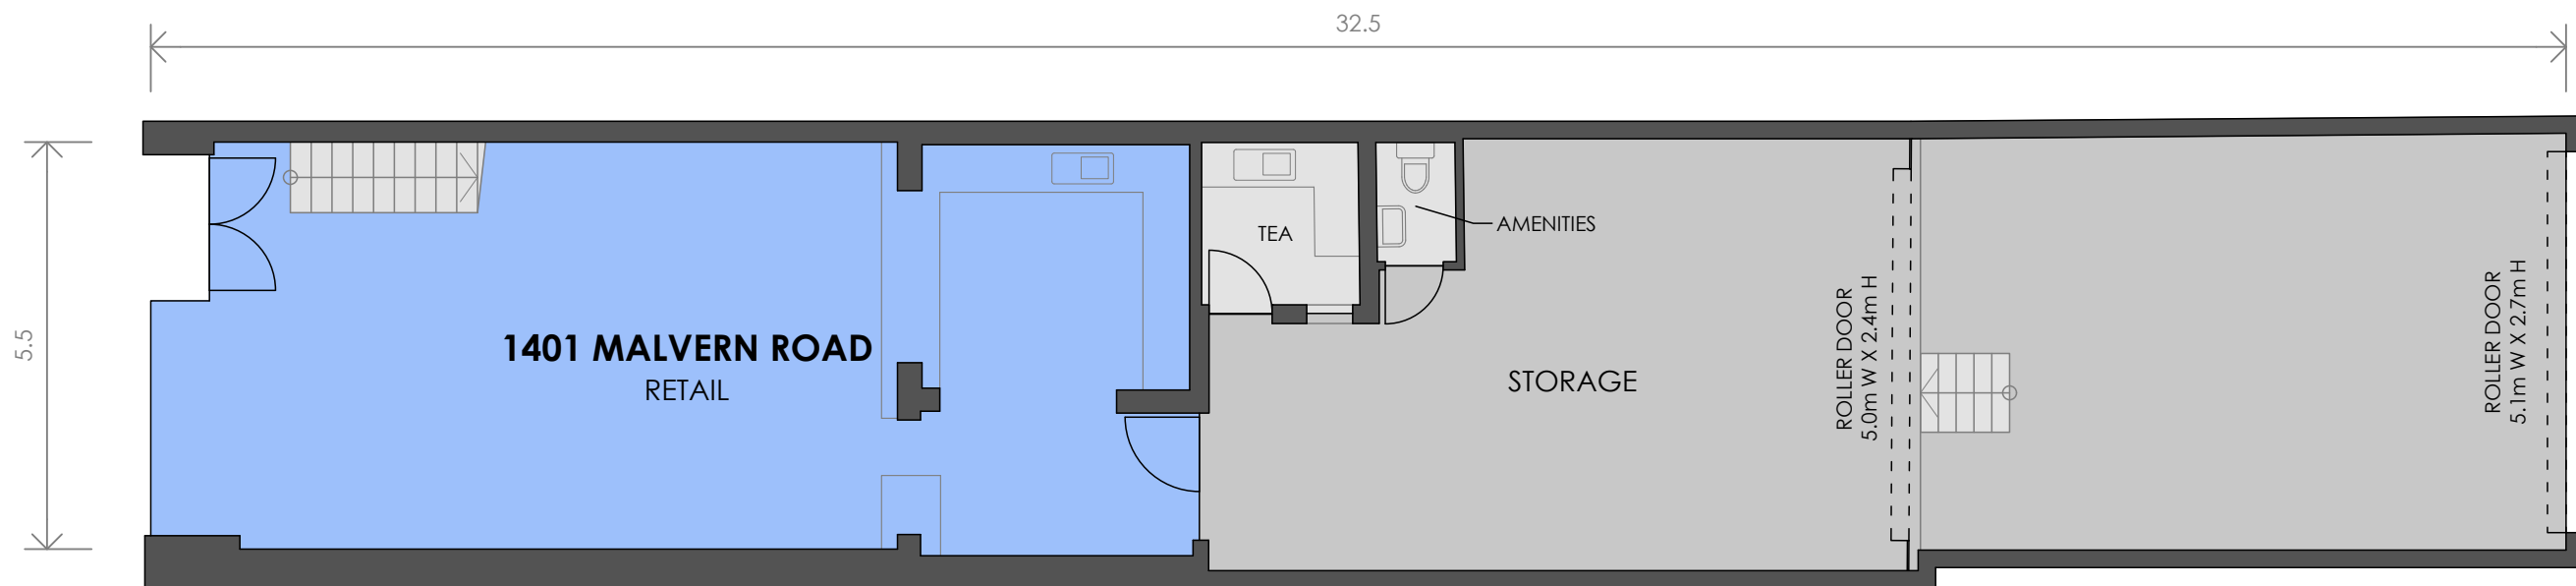 32.5
5.5
1401 MALVERN ROAD
RETAIL
TEA
AMENITIES
STORAGE
ROLLER DOOR
5.0m W X 2.4m H
ROLLER DOOR
5.1m W X 2.7m H